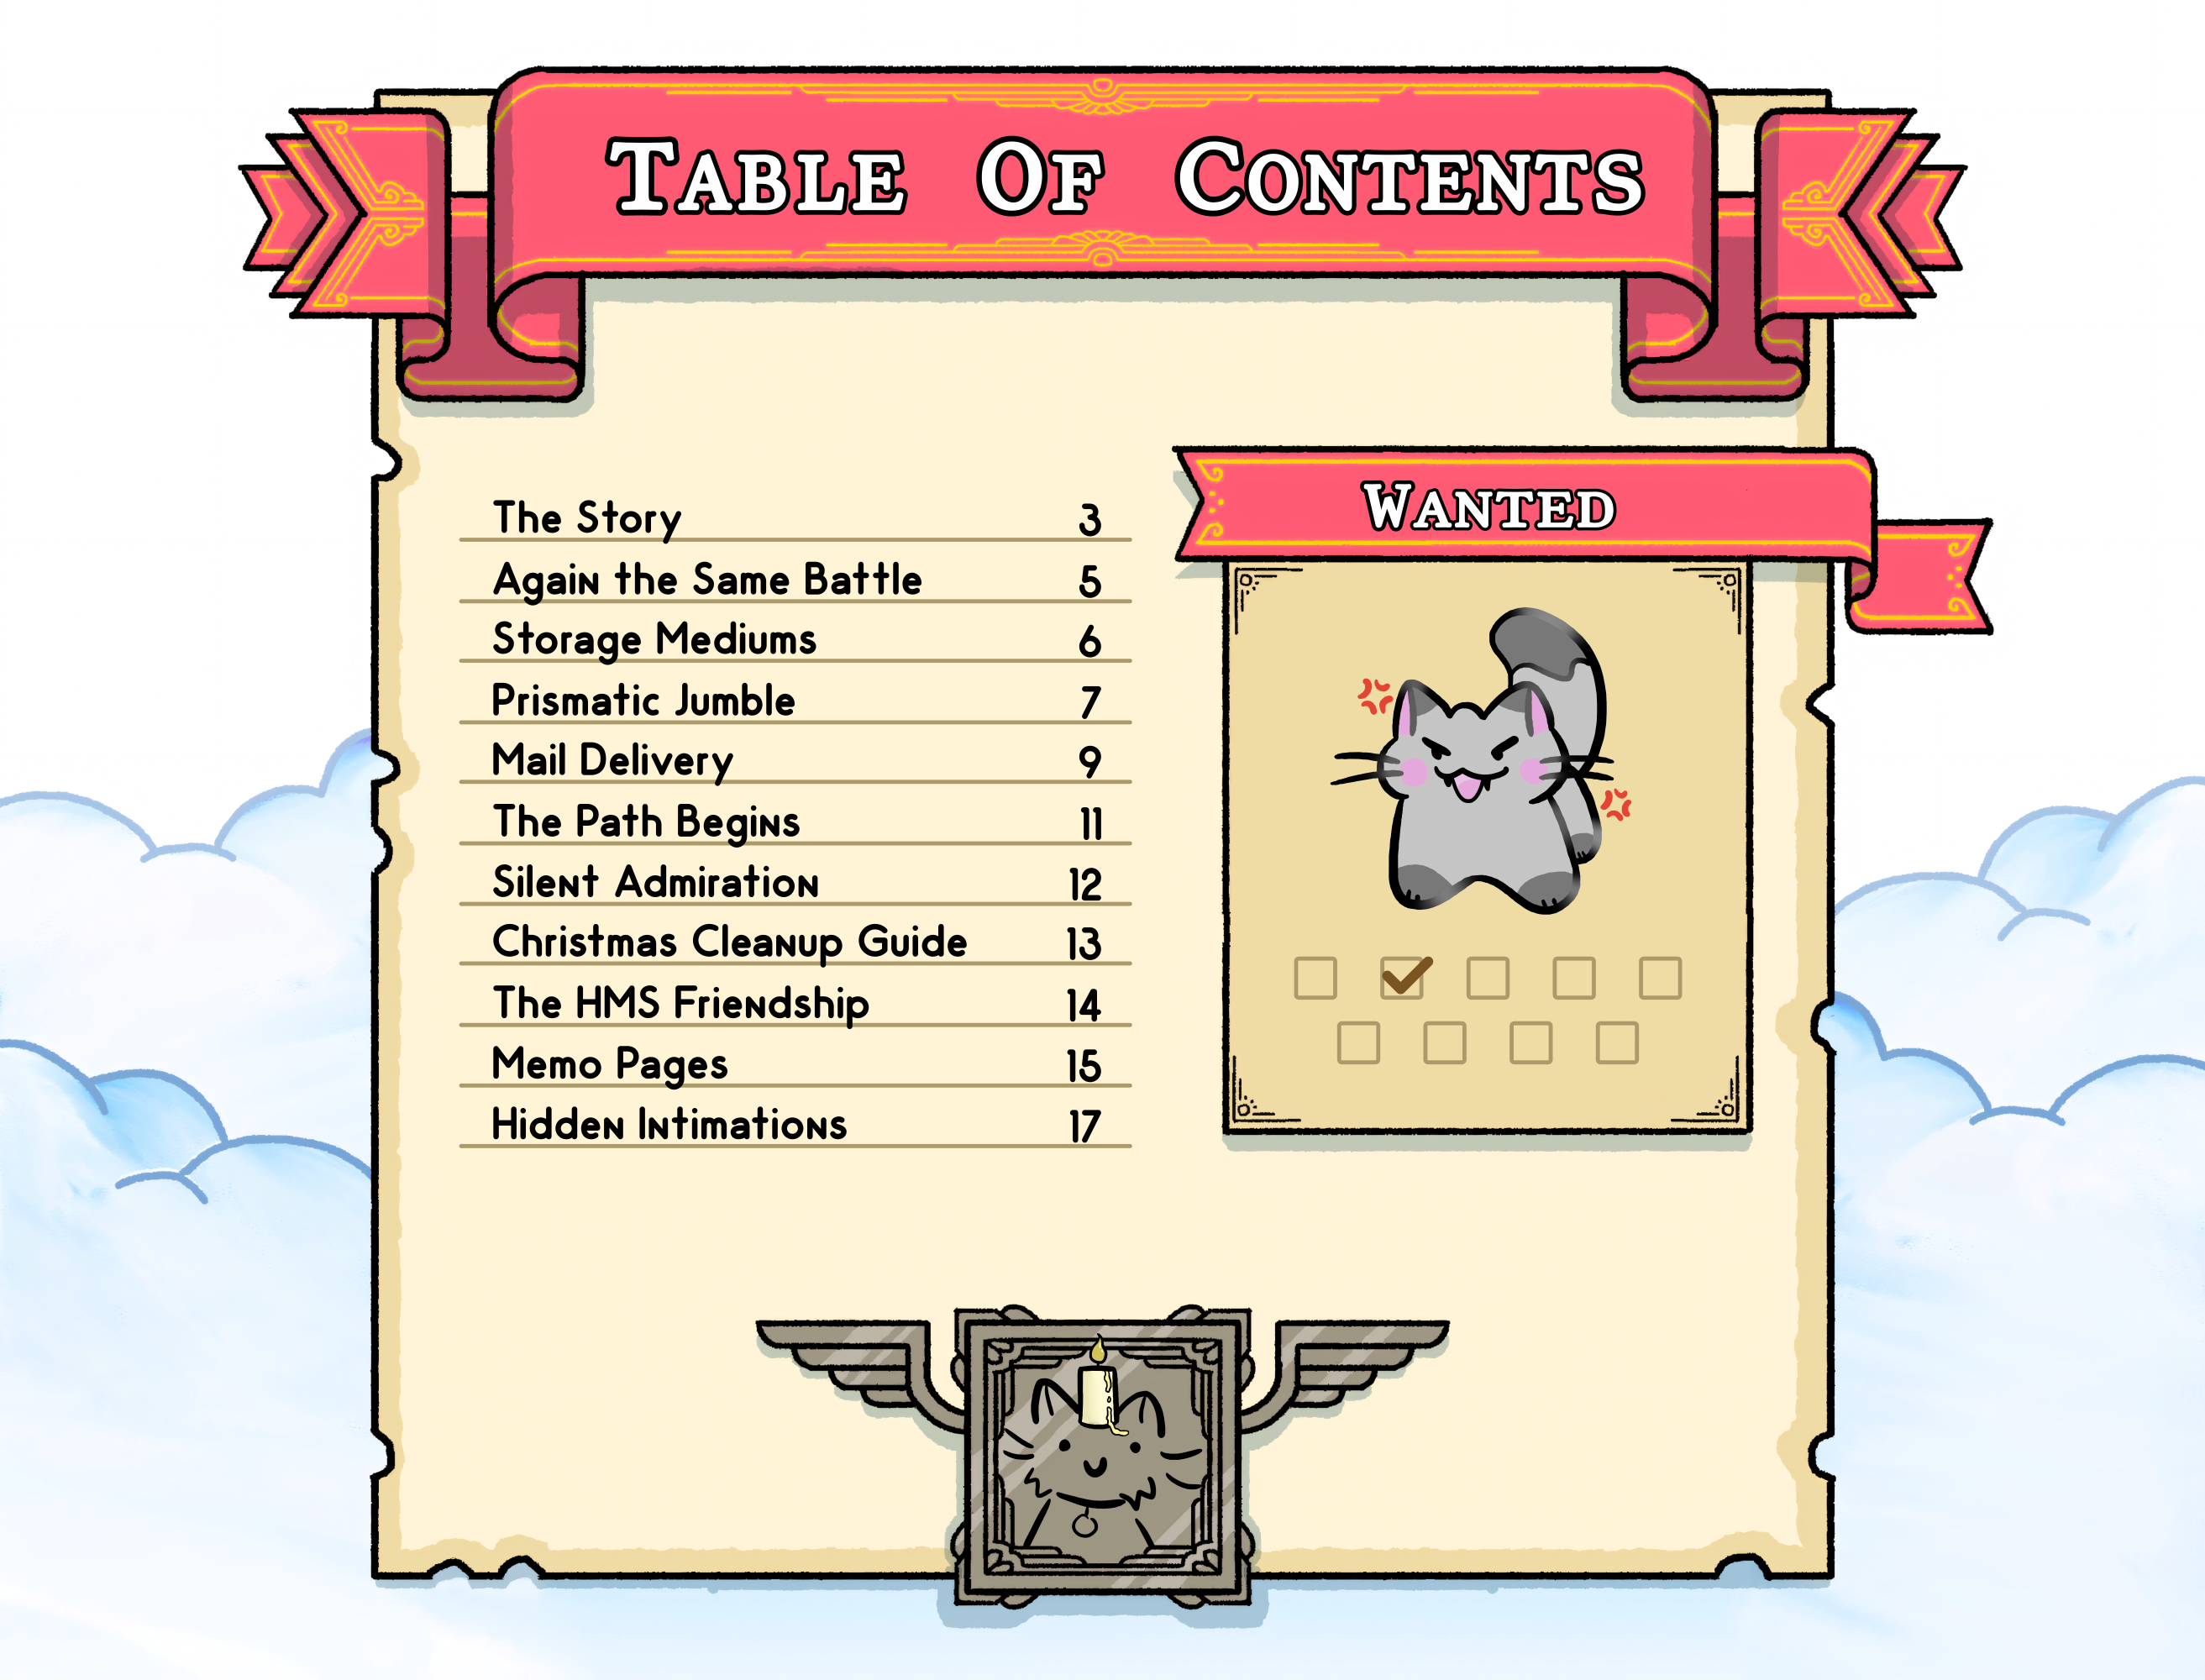 Table Of Contents
The Story 3
Again the Same Battle 5
Storage Mediums 6
Prismatic Jumble 7
Mail Delivery 9
The Path Begins 11
Silent Admiration 12
Christmas Cleanup Guide 13
The HMS Friendship 14
Memo Pages 15
Hidden Intimations 17
Wanted